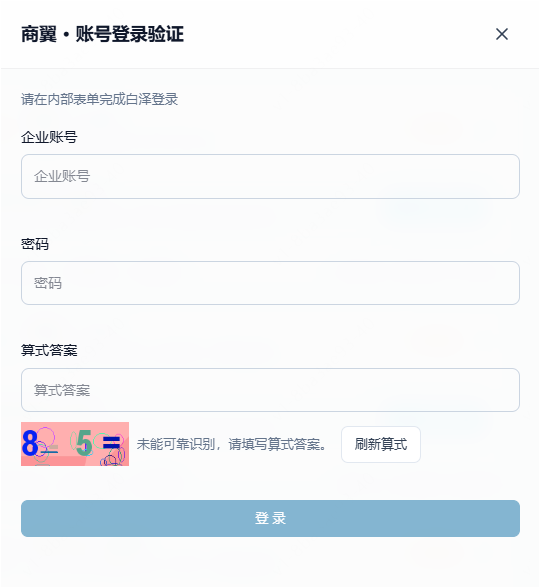 商翼・账号登录验证
请在内部表单完成白泽登录
企业账号
企业账号
密码
密码
算式答案
算式答案
8 - 5 =
未能可靠识别，请填写算式答案。
刷新算式
登 录